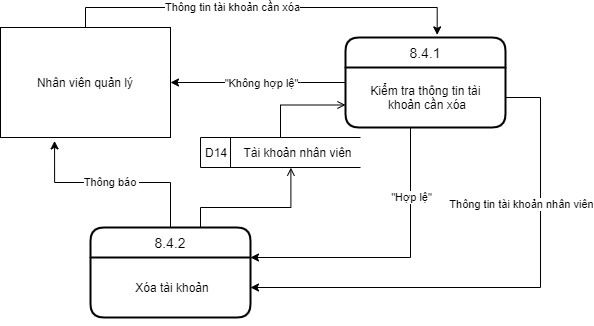 Thông tin tài khoản cần xóa
8.4.1
Nhân viên quản lý
"Không hợp lệ"
Kiểm tra thông tin tài
khoản cần xóa
D14
Tài khoản nhân viên
Thông báo
"Hợp lệ"
Thông tin tài khoản nhân viên
8.4.2
Xóa tài khoản